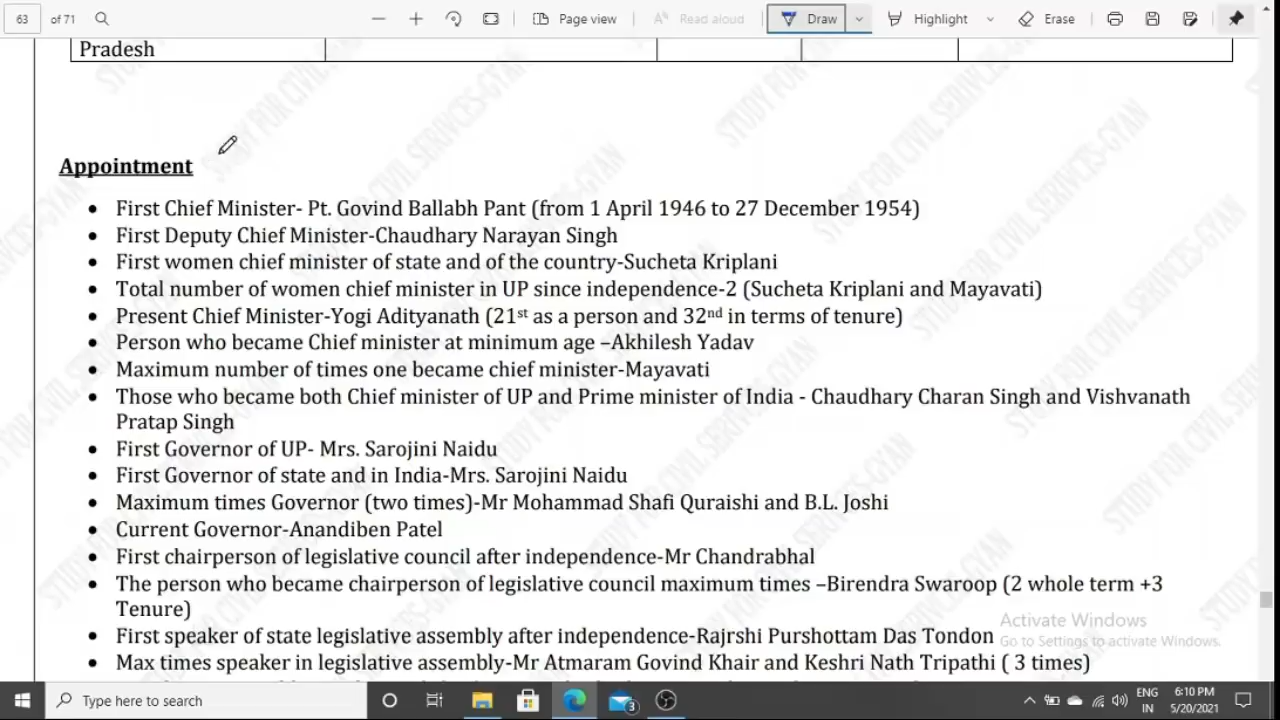 63 of 71 Page view Read aloud Draw Highlight Erase
Pradesh
Appointment
• First Chief Minister- Pt. Govind Ballabh Pant (from 1 April 1946 to 27 December 1954)
• First Deputy Chief Minister-Chaudhary Narayan Singh
• First women chief minister of state and of the country-Sucheta Kriplani
• Total number of women chief minister in UP since independence-2 (Sucheta Kriplani and Mayavati)
• Present Chief Minister-Yogi Adityanath (21st as a person and 32nd in terms of tenure)
• Person who became Chief minister at minimum age –Akhilesh Yadav
• Maximum number of times one became chief minister-Mayavati
• Those who became both Chief minister of UP and Prime minister of India - Chaudhary Charan Singh and Vishvanath
Pratap Singh
• First Governor of UP- Mrs. Sarojini Naidu
• First Governor of state and in India-Mrs. Sarojini Naidu
• Maximum times Governor (two times)-Mr Mohammad Shafi Quraishi and B.L. Joshi
• Current Governor-Anandiben Patel
• First chairperson of legislative council after independence-Mr Chandrabhal
• The person who became chairperson of legislative council maximum times –Birendra Swaroop (2 whole term +3
Tenure)
• First speaker of state legislative assembly after independence-Rajrshi Purshottam Das Tondon
• Max times speaker in legislative assembly-Mr Atmaram Govind Khair and Keshri Nath Tripathi ( 3 times)
STUDY FOR CIVIL SERIVCES-GYAN
Activate Windows
Go to Settings to activate Windows.
Type here to search
3
ENG
IN
6:10 PM
5/20/2021